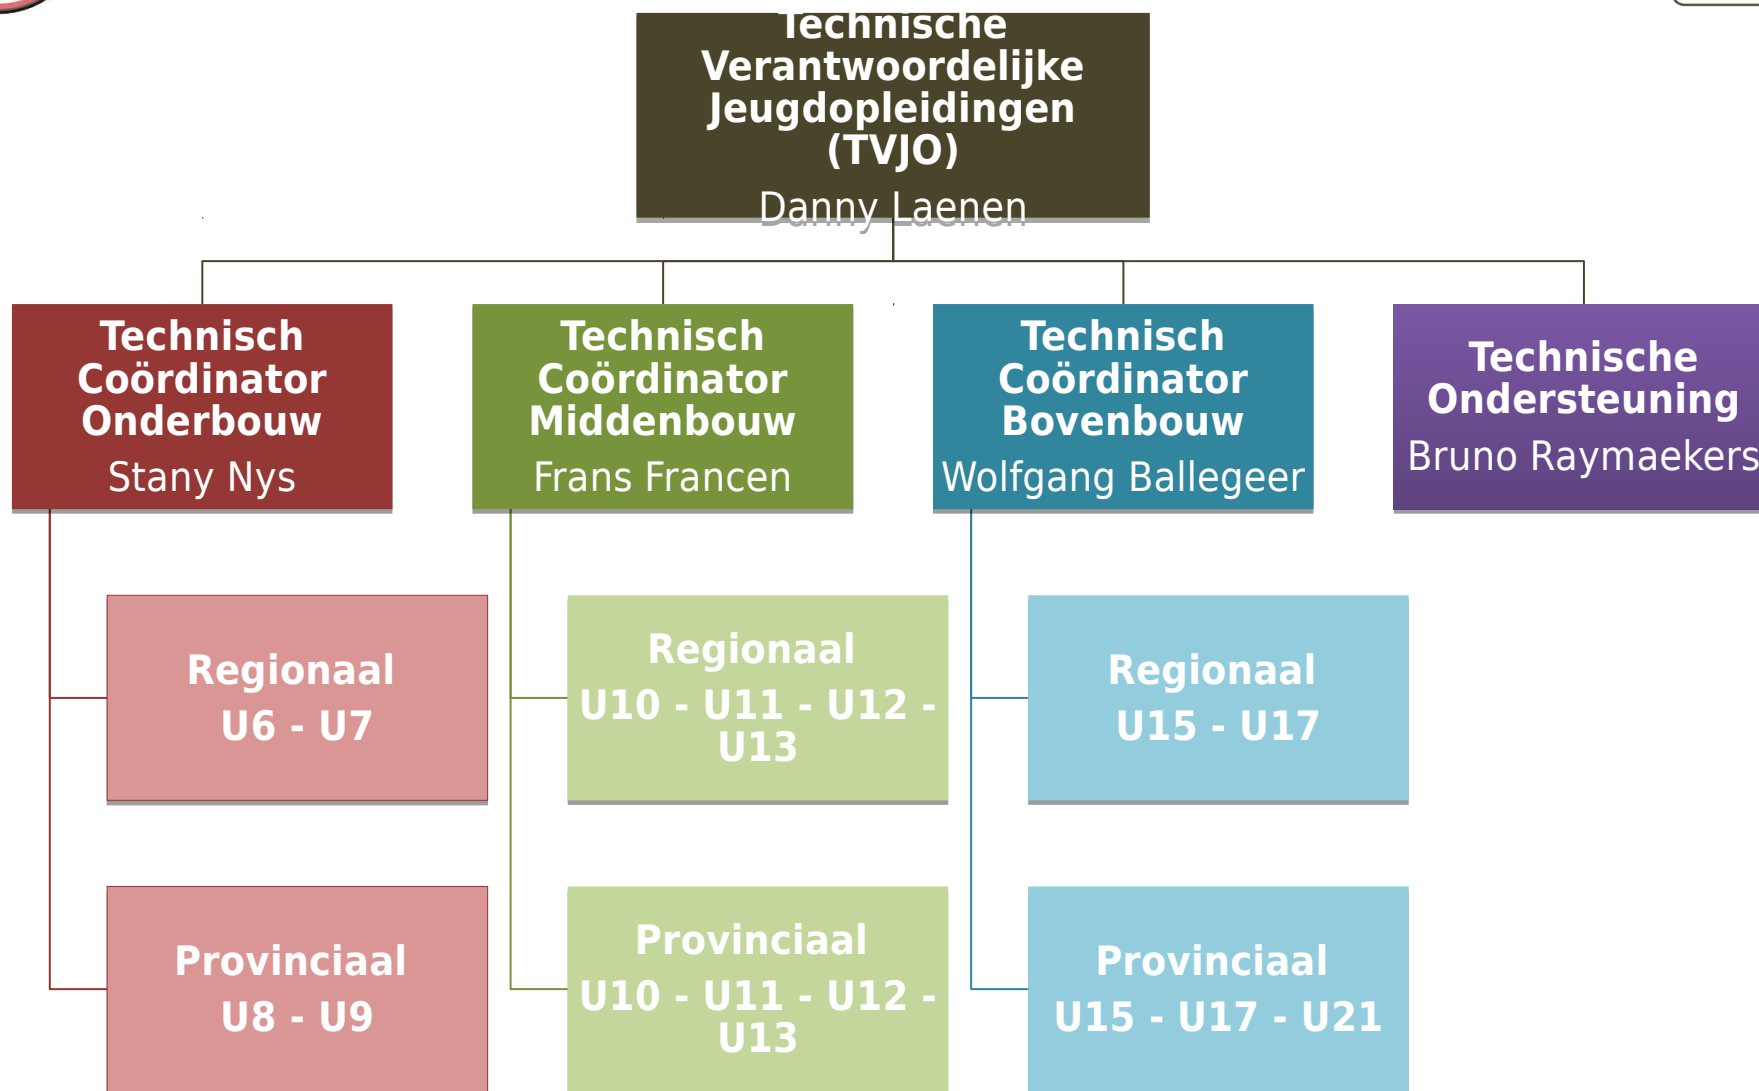 Technische
Verantwoordelijke
Jeugdopleidingen
(TVJO)
Danny Laenen
Technisch
Coördinator
Onderbouw
Stany Nys
Technisch
Coördinator
Middenbouw
Frans Francen
Technisch
Coördinator
Bovenbouw
Wolfgang Ballegeer
Technische
Ondersteuning
Bruno Raymaekers
Regionaal
U6 - U7
Regionaal
U10 - U11 - U12 -
U13
Regionaal
U15 - U17
Provinciaal
U8 - U9
Provinciaal
U10 - U11 - U12 -
U13
Provinciaal
U15 - U17 - U21